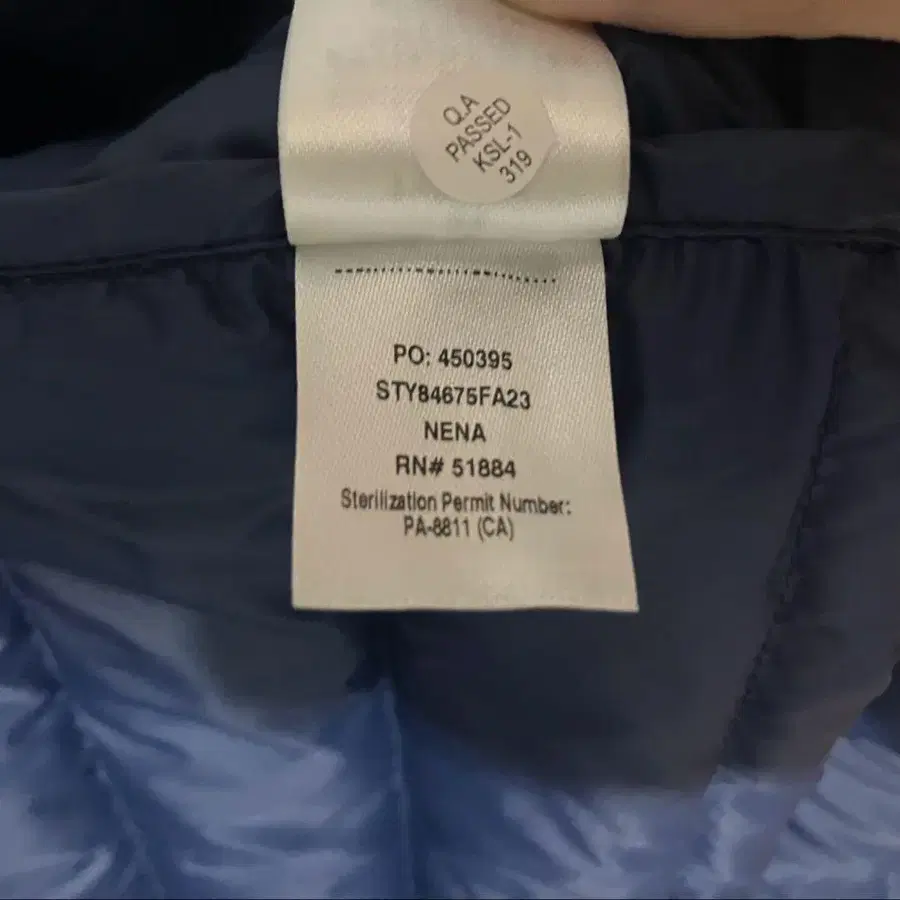 Q.A
PASSED
KSL-1
319
PO: 450395
STY84675FA23
NENA
RN# 51884
Sterilization Permit Number:
PA-8811 (CA)